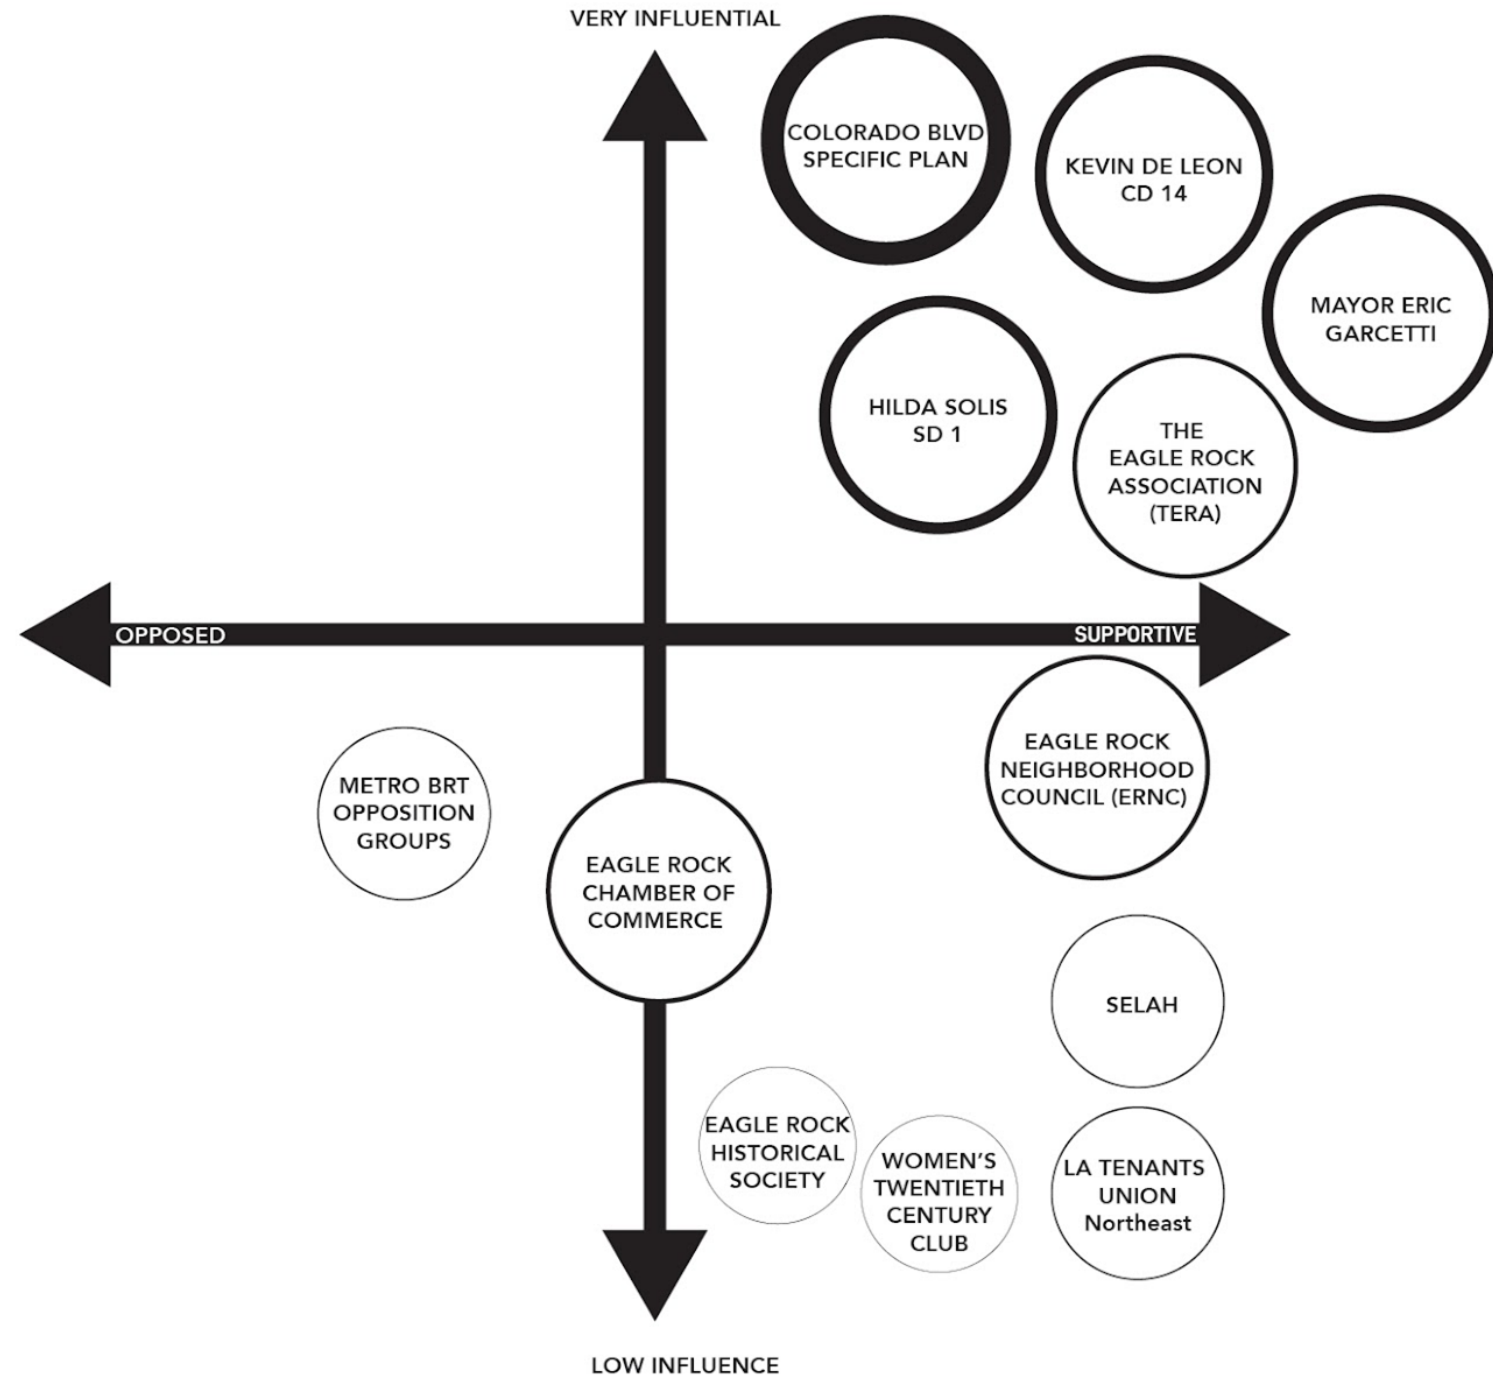 VERY INFLUENTIAL
COLORADO BLVD
SPECIFIC PLAN
KEVIN DE LEON
CD 14
MAYOR ERIC
GARCETTI
HILDA SOLIS
SD 1
THE
EAGLE ROCK
ASSOCIATION
(TERA)
OPPOSED
SUPPORTIVE
METRO BRT
OPPOSITION
GROUPS
EAGLE ROCK
NEIGHBORHOOD
COUNCIL (ERNC)
EAGLE ROCK
CHAMBER OF
COMMERCE
SELAH
EAGLE ROCK
HISTORICAL
SOCIETY
WOMEN'S
TWENTIETH
CENTURY
CLUB
LA TENANTS
UNION
Northeast
LOW INFLUENCE